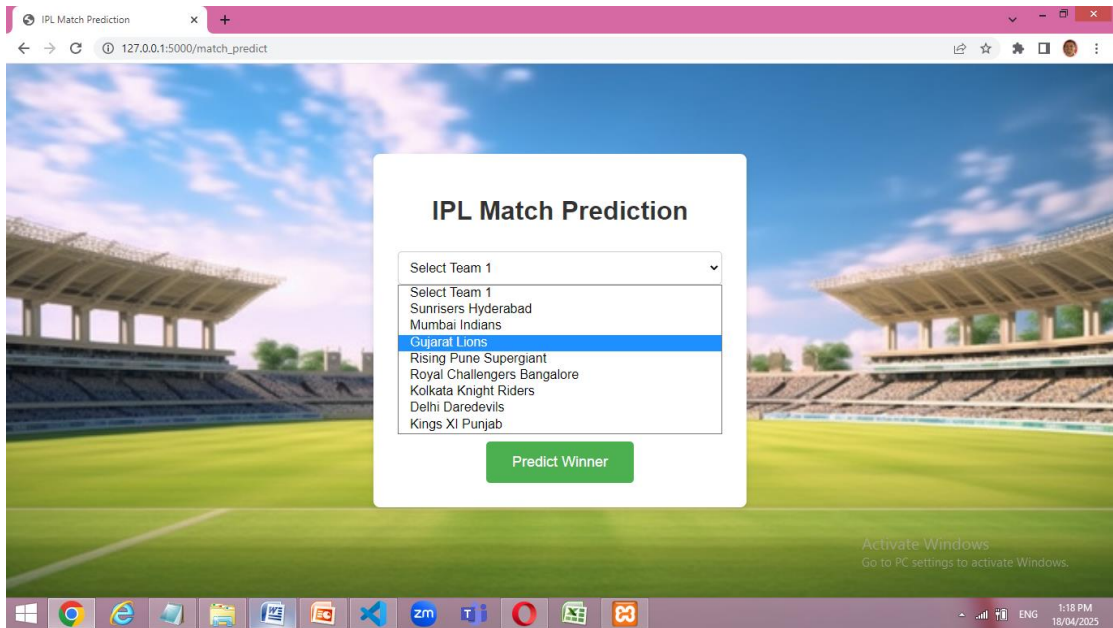 IPL Match Prediction
127.0.0.1:5000/match_predict
IPL Match Prediction
Select Team 1
Select Team 1
Sunrisers Hyderabad
Mumbai Indians
Gujarat Lions
Rising Pune Supergiant
Royal Challengers Bangalore
Kolkata Knight Riders
Delhi Daredevils
Kings XI Punjab
Predict Winner
Activate Windows
Go to PC settings to activate Windows.
zm
ENG
1:18 PM
18/04/2025